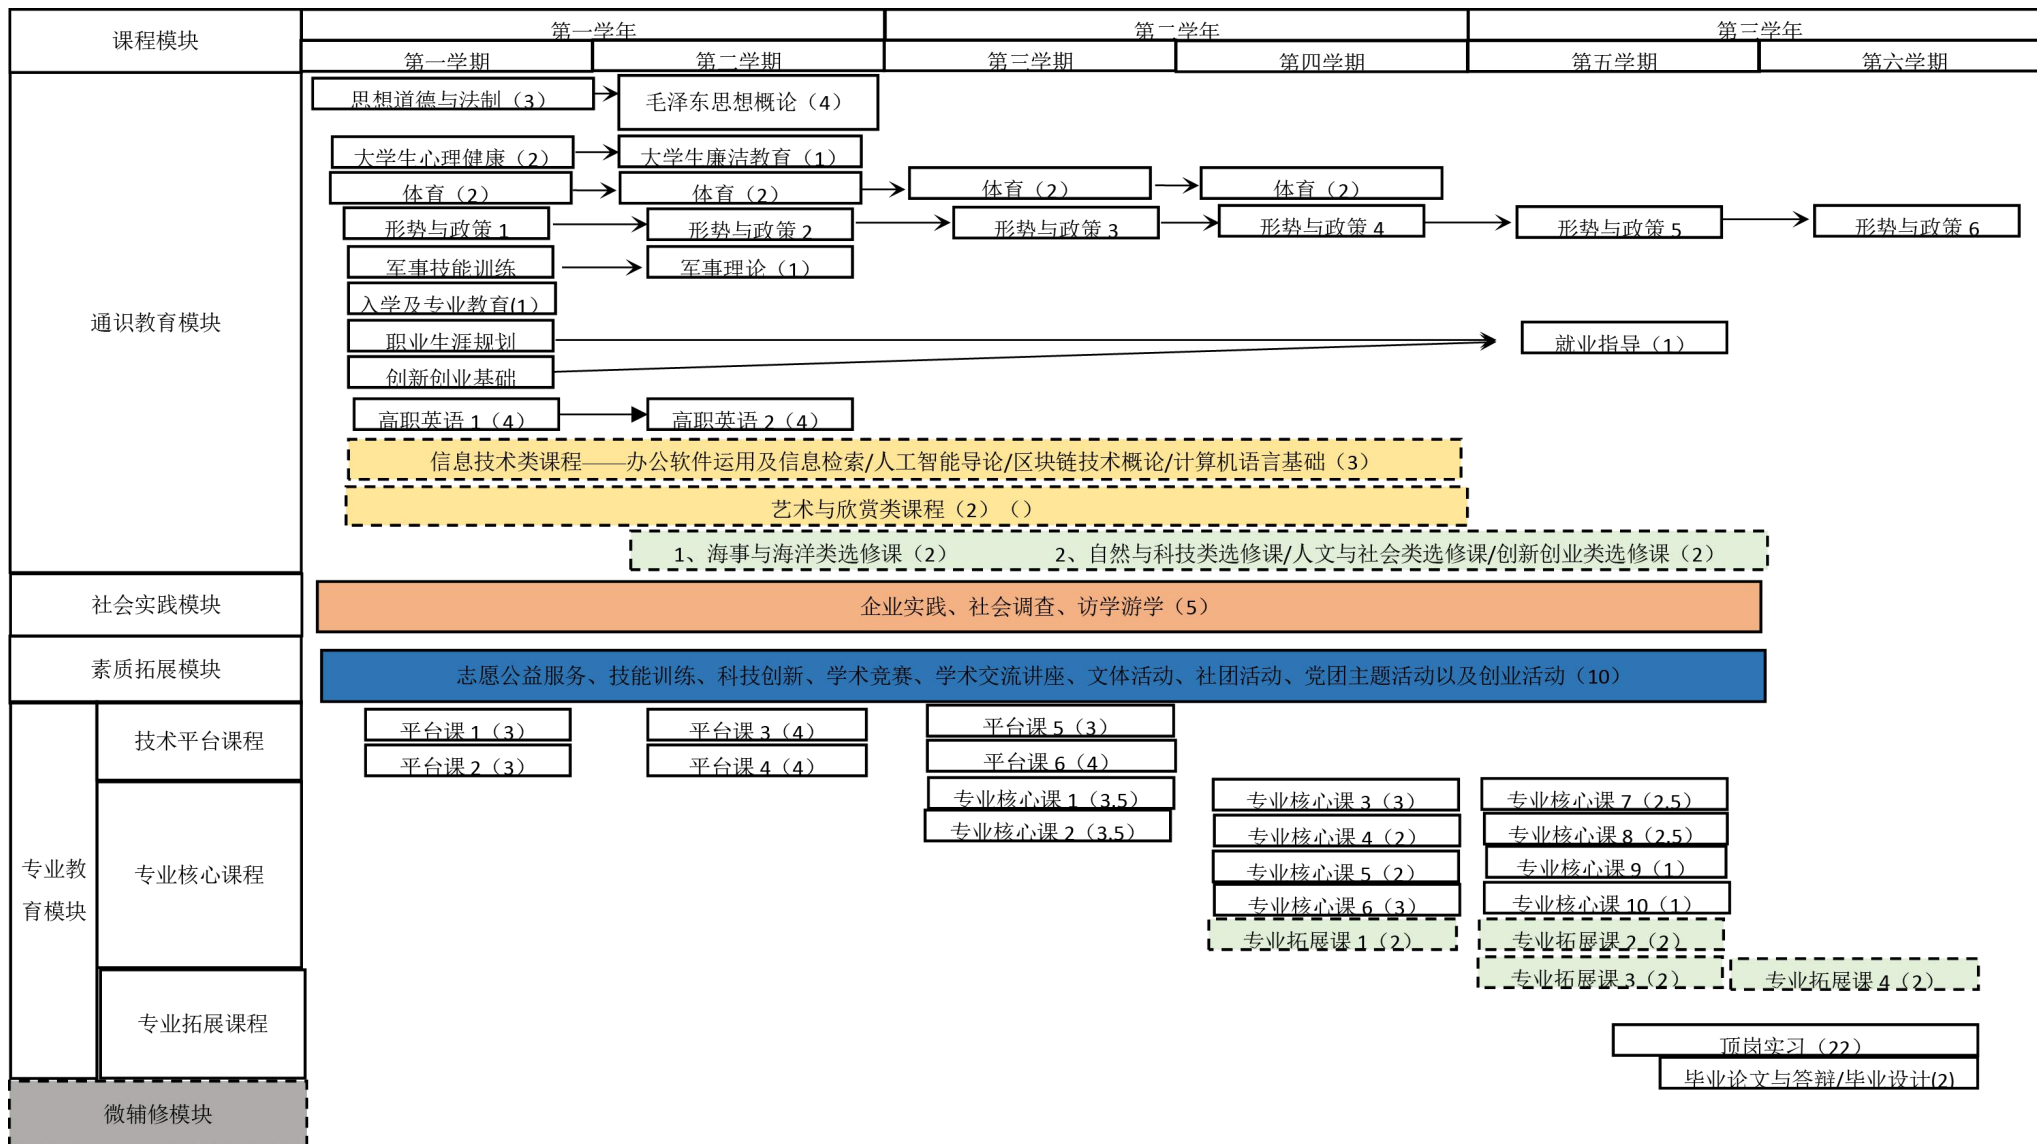 课程模块
第一学年
第二学年
第三学年
第一学期
第二学期
第三学期
第四学期
第五学期
第六学期
通识教育模块
思想道德与法制（3）
毛泽东思想概论（4）
大学生心理健康（2）
大学生廉洁教育（1）
体育（2）
体育（2）
体育（2）
体育（2）
形势与政策 1
形势与政策 2
形势与政策 3
形势与政策 4
形势与政策 5
形势与政策 6
军事技能训练
军事理论（1）
入学及专业教育(1）
职业生涯规划
就业指导（1）
创新创业基础
高职英语 1（4）
高职英语 2（4）
信息技术类课程——办公软件运用及信息检索/人工智能导论/区块链技术概论/计算机语言基础（3）
艺术与欣赏类课程（2）（）
1、海事与海洋类选修课（2） 2、自然与科技类选修课/人文与社会类选修课/创新创业类选修课（2）
社会实践模块
企业实践、社会调查、访学游学（5）
素质拓展模块
志愿公益服务、技能训练、科技创新、学术竞赛、学术交流讲座、文体活动、社团活动、党团主题活动以及创业活动（10）
专业教
育模块
技术平台课程
平台课 1（3）
平台课 3（4）
平台课 5（3）
平台课 2（3）
平台课 4（4）
平台课 6（4）
专业核心课程
专业核心课 1（3.5）
专业核心课 3（3）
专业核心课 7（2.5）
专业核心课 2（3.5）
专业核心课 4（2）
专业核心课 8（2.5）
专业核心课 5（2）
专业核心课 9（1）
专业核心课 6（3）
专业核心课 10（1）
专业拓展课 1（2）
专业拓展课 2（2）
专业拓展课 3（2）
专业拓展课 4（2）
专业拓展课程
顶岗实习（22）
毕业论文与答辩/毕业设计(2)
微辅修模块